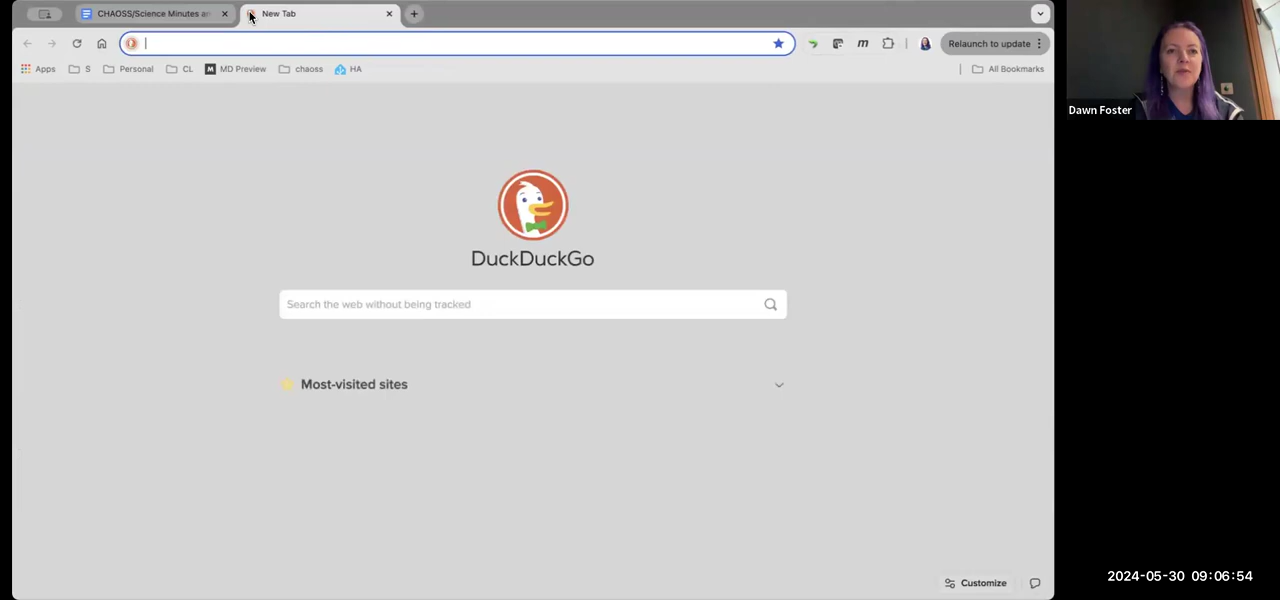 CHAOSS/Science Minutes an
New Tab
m
Relaunch to update
Apps
S
Personal
CL
M
MD Preview
chaoss
HA
All Bookmarks
Dawn Foster
DuckDuckGo
Search the web without being tracked
Most-visited sites
Customize
2024-05-30 09:06:54